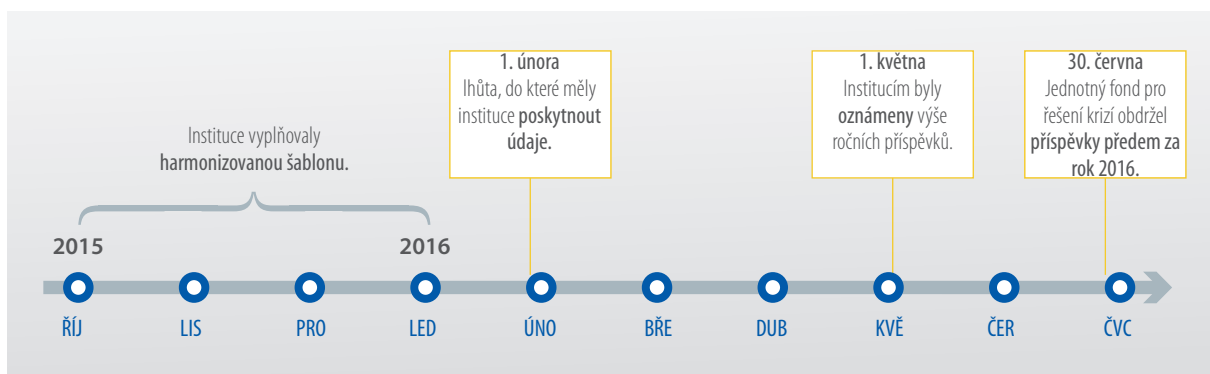 1. února
lhůta, do které měly
instituce poskytnout
údaje.
1. května
Institucím byly
oznámeny výše
ročních příspěvků.
30. června
Jednotný fond pro
řešení krizí obdržel
příspěvky předem za
rok 2016.
Instituce vyplňovaly
harmonizovanou šablonu.
2015
2016
ŘÍJ
LIS
PRO
LED
ÚNO
BŘE
DUB
KVĚ
ČER
ČVC